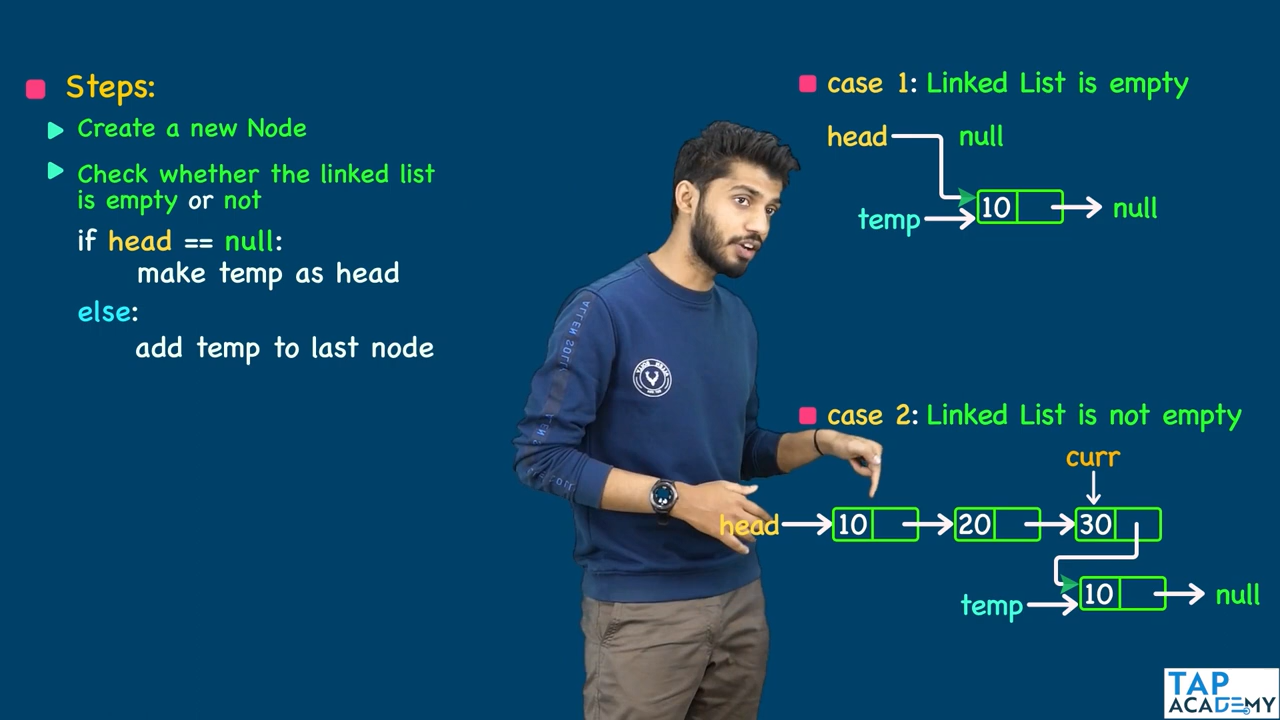 Steps:
Create a new Node
Check whether the linked list
is empty or not
if head == null:
make temp as head
else:
add temp to last node
case 1: Linked List is empty
head null
10 null
temp
case 2: Linked List is not empty
curr
head 10 20 30
10 null
temp
ALLEN SOLLY
TAP
ACADEMY